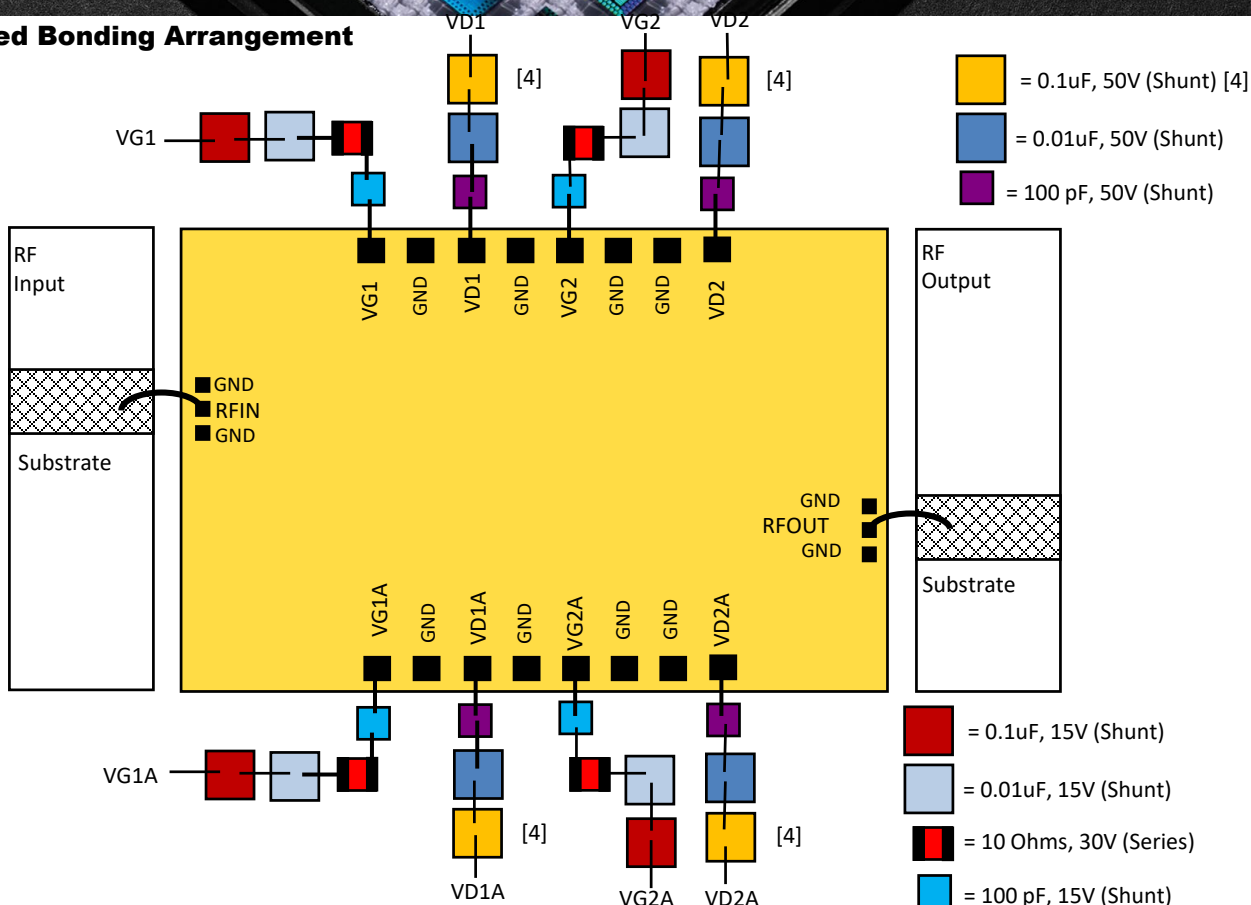 ed Bonding Arrangement
VD1
VG2
VD2
[4]
[4]
VG1
= 0.1uF, 50V (Shunt) [4]
= 0.01uF, 50V (Shunt)
= 100 pF, 50V (Shunt)
RF
Input
Substrate
VG1
GND
VD1
GND
VG2
GND
GND
VD2
GND
RFIN
GND
RF
Output
Substrate
GND
RFOUT
GND
VG1A
GND
VD1A
GND
VG2A
GND
GND
VD2A
VG1A
[4]
[4]
VD1A
VG2A
VD2A
= 0.1uF, 15V (Shunt)
= 0.01uF, 15V (Shunt)
= 10 Ohms, 30V (Series)
= 100 pF, 15V (Shunt)